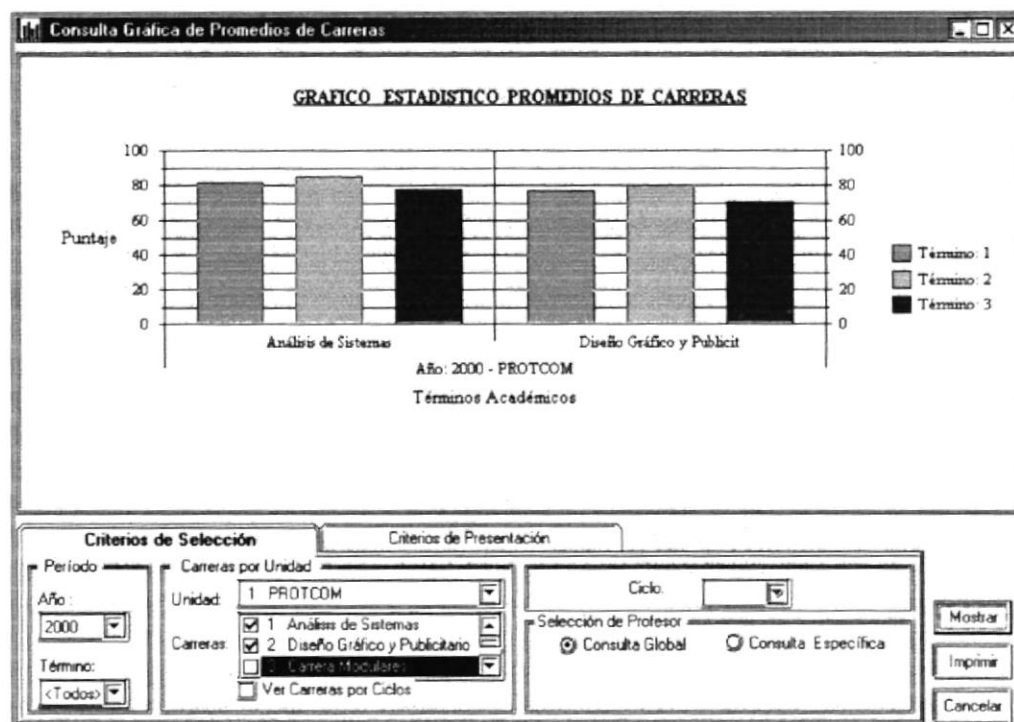 Consulta Gráfica de Promedios de Carreras
GRAFICO ESTADISTICO PROMEDIOS DE CARRERAS
Puntaje
100
80
60
40
20
0
100
80
60
40
20
0
Término: 1
Término: 2
Término: 3
Análisis de Sistemas
Diseño Gráfico y Publicit
Año: 2000 - PROTCOM
Términos Académicos
Criterios de Selección
Criterios de Presentación
Período
Año :
2000
Término:
<Todos>
Carreras por Unidad
Unidad:
1 PROTCOM
Carreras:
1 Análisis de Sistemas
2 Diseño Gráfico y Publicitario
3 Carrera Modulares
Ver Carreras por Ciclos
Ciclo:
Selección de Profesor
Consulta Global
Consulta Específica
Mostrar
Imprimir
Cancelar